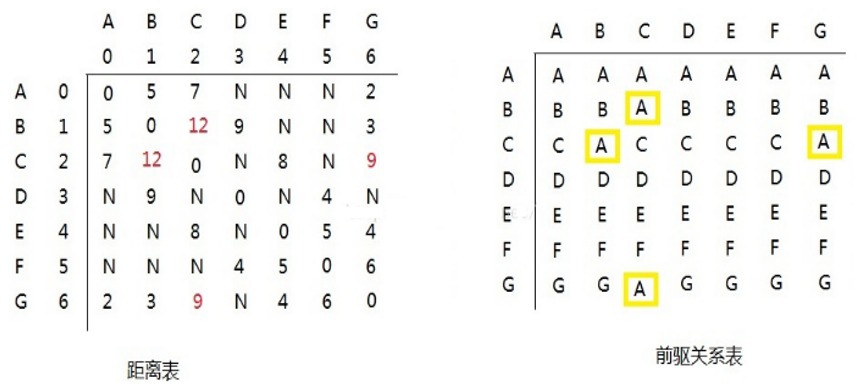 A B C D E F G
0 1 2 3 4 5 6
A 0 0 5 7 N N N 2
B 1 5 0 12 9 N N 3
C 2 7 12 0 N 8 N 9
D 3 N 9 N 0 N 4 N
E 4 N N 8 N 0 5 4
F 5 N N N 4 5 0 6
G 6 2 3 9 N 4 6 0
距离表
A B C D E F G
A A A A A A A A
B B B A B B B B
C C A C C C C A
D D D D D D D D
E E E E E E E E
F F F F F F F F
G G G A G G G G
前驱关系表